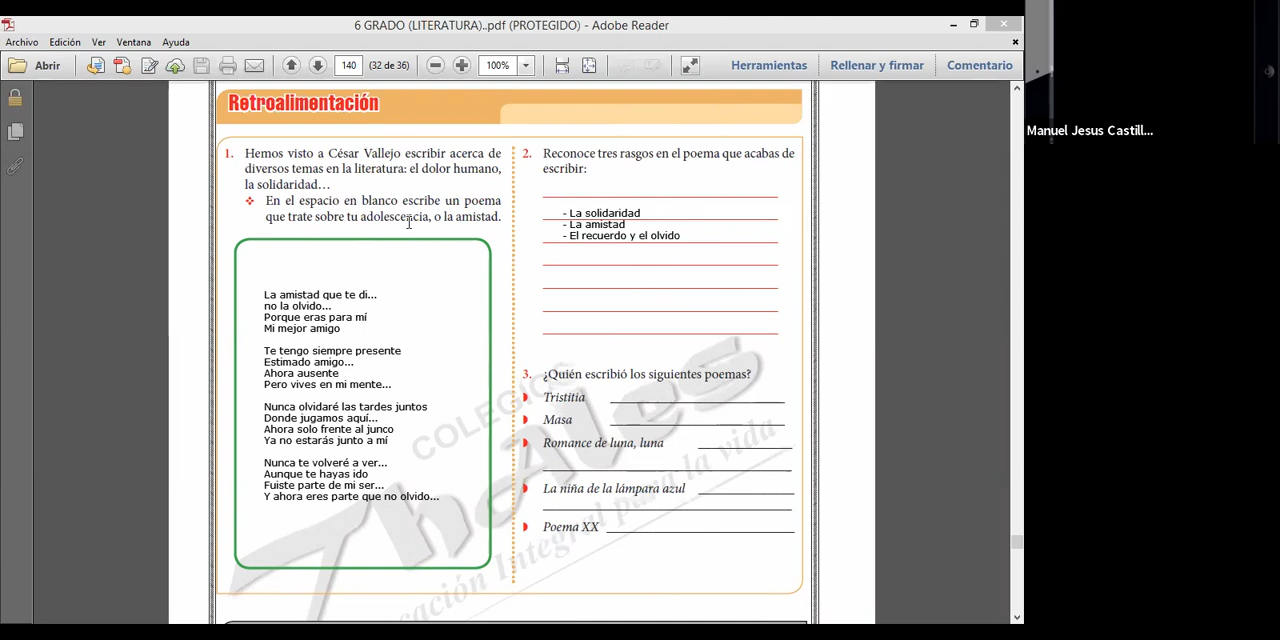 6 GRADO (LITERATURA)..pdf (PROTEGIDO) - Adobe Reader
Archivo Edición Ver Ventana Ayuda
Abrir 140 (32 de 36) 100% Herramientas Rellenar y firmar Comentario
Manuel Jesus Castill...
Retroalimentación
1. Hemos visto a César Vallejo escribir acerca de
diversos temas en la literatura: el dolor humano,
la solidaridad…
En el espacio en blanco escribe un poema
que trate sobre tu adolescencia, o la amistad.
La amistad que te di...
no la olvido...
Porque eras para mí
Mi mejor amigo
Te tengo siempre presente
Estimado amigo...
Ahora ausente
Pero vives en mi mente...
Nunca olvidaré las tardes juntos
Donde jugamos aquí...
Ahora solo frente al junco
Ya no estarás junto a mí
Nunca te volveré a ver...
Aunque te hayas ido
Fuiste parte de mi ser...
Y ahora eres parte que no olvido...
2. Reconoce tres rasgos en el poema que acabas de
escribir:
- La solidaridad
- La amistad
- El recuerdo y el olvido
3. ¿Quién escribió los siguientes poemas?
Tristitia
Masa
Romance de luna, luna
La niña de la lámpara azul
Poema XX
COLEGIOS
Thales
cación Integral para la vida